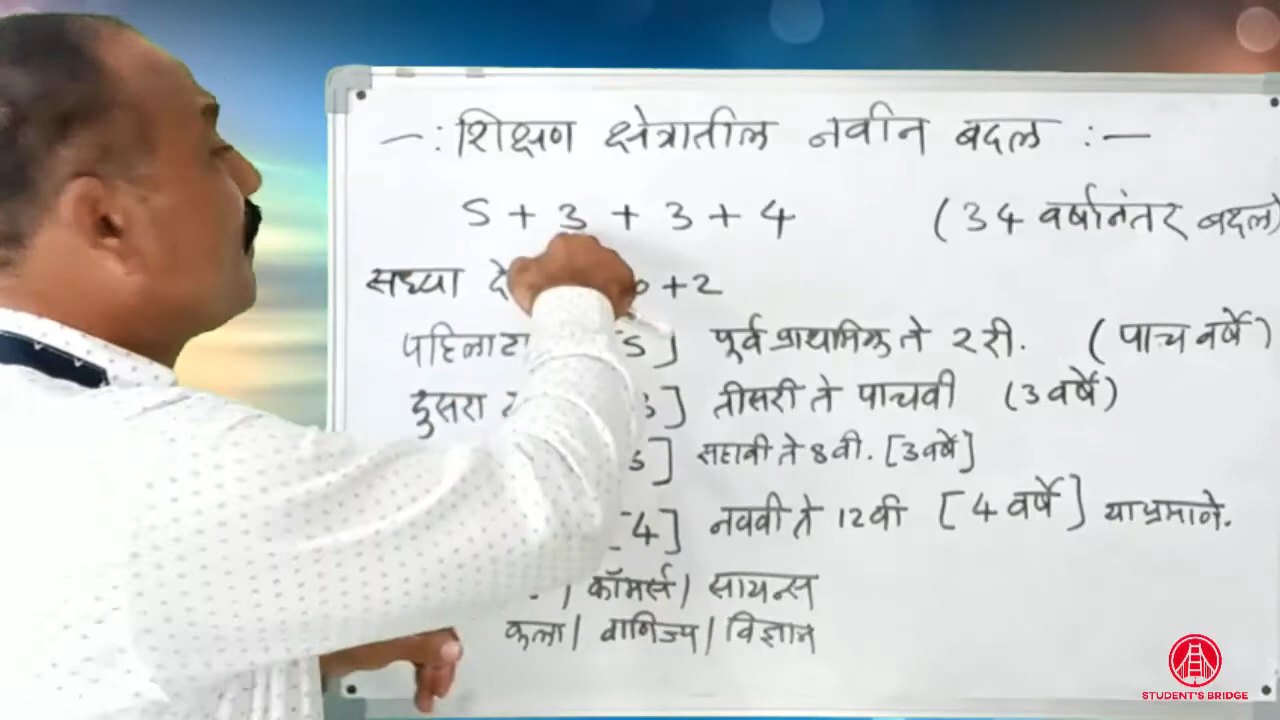 —: शिक्षण क्षेत्रातील नवीन बदल :—
5 + 3 + 3 + 4 (34 वर्षानंतर बदल)
सध्या +2
पहिला 5] पूर्व प्राथमिक ते 2री. (पाच वर्षे)
दुसरा 3] तीसरी ते पाचवी (3 वर्षे)
3] सहावी ते 8वी. [3 वर्षे]
[4] नववी ते 12वी [4 वर्षे] याप्रमाणे.
/ कॉमर्स / सायन्स
कला / वाणिज्य / विज्ञान
STUDENT'S BRIDGE